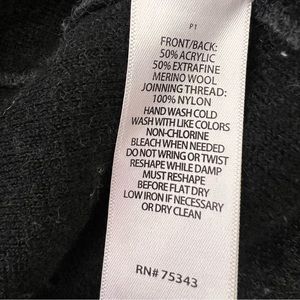 P1
FRONT/BACK:
50% ACRYLIC
50% EXTRAFINE
MERINO WOOL
JOINNING THREAD:
100% NYLON
HAND WASH COLD
WASH WITH LIKE COLORS
NON-CHLORINE
BLEACH WHEN NEEDED
DO NOT WRING OR TWIST
RESHAPE WHILE DAMP
MUST RESHAPE
BEFORE FLAT DRY
LOW IRON IF NECESSARY
OR DRY CLEAN
RN# 75343